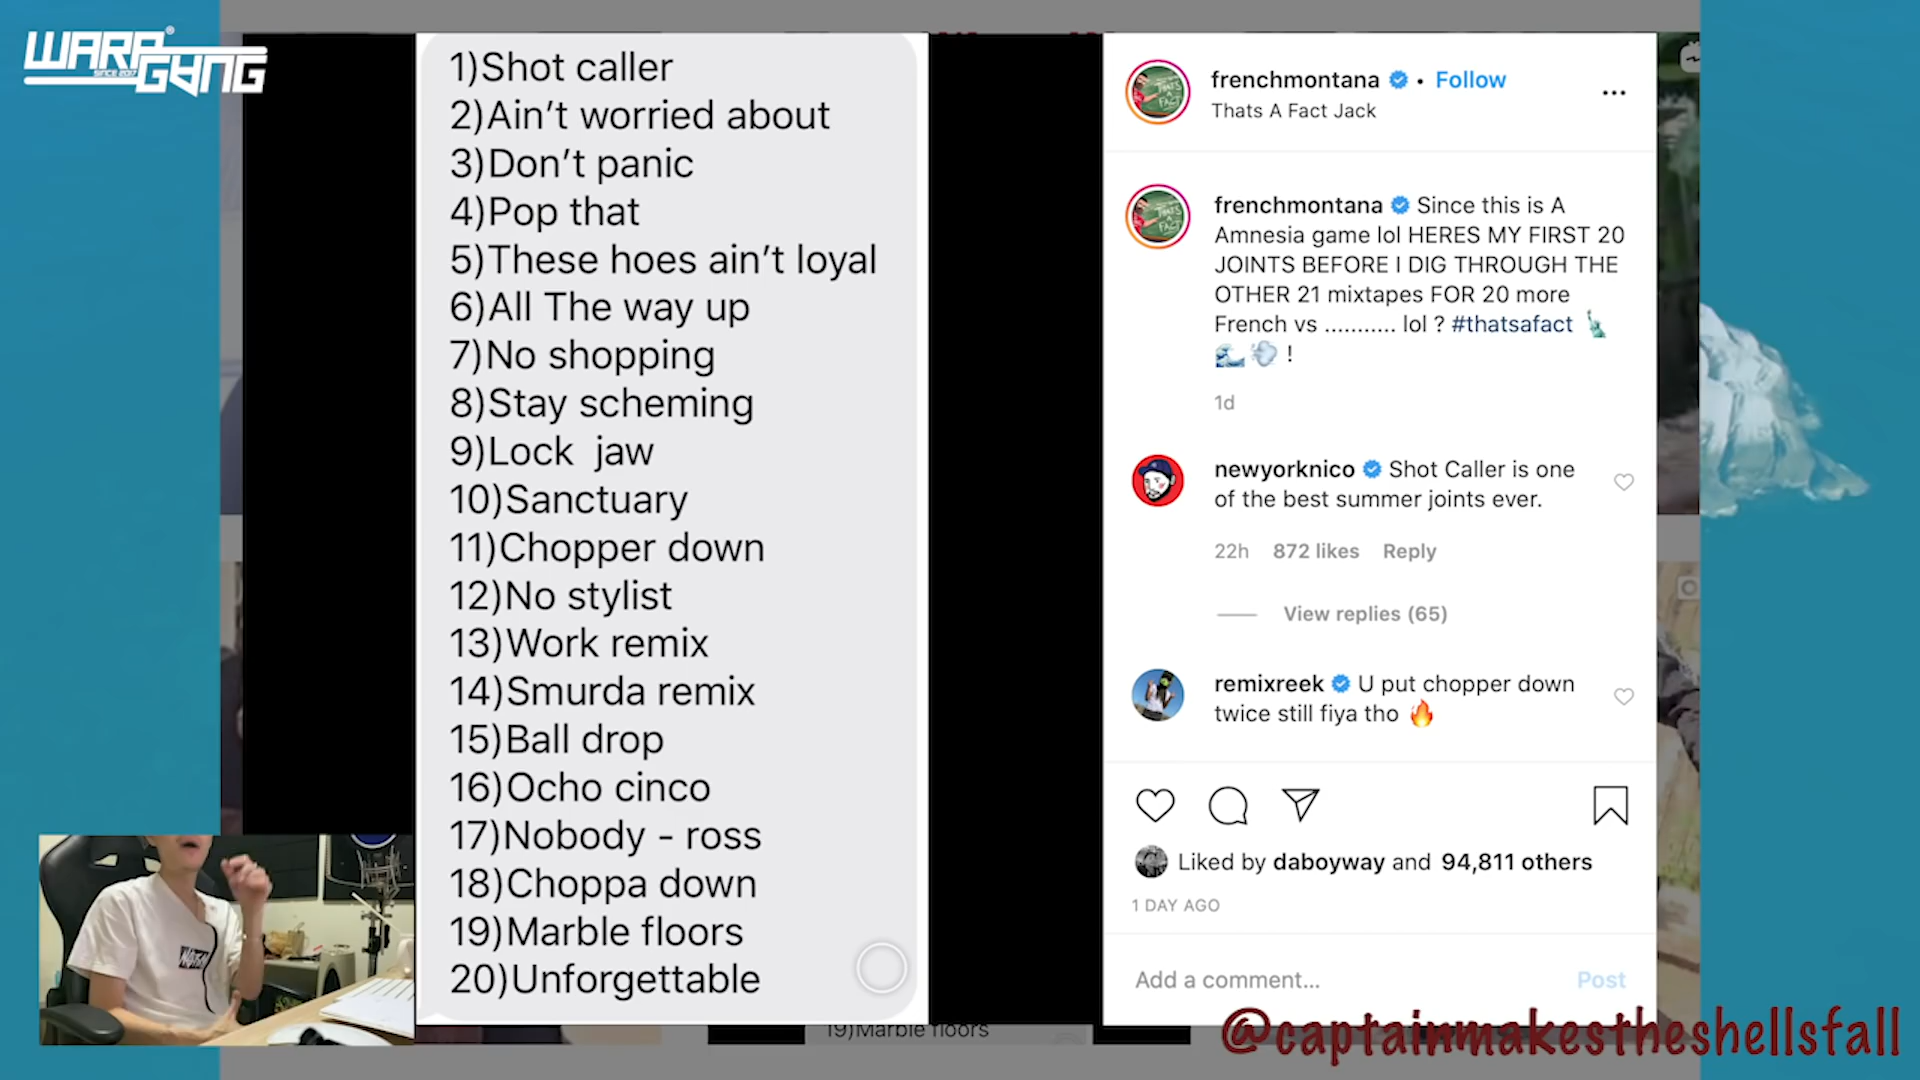 WARP GANG
SINCE 2017
1)Shot caller
2)Ain’t worried about
3)Don’t panic
4)Pop that
5)These hoes ain’t loyal
6)All The way up
7)No shopping
8)Stay scheming
9)Lock  jaw
10)Sanctuary
11)Chopper down
12)No stylist
13)Work remix
14)Smurda remix
15)Ball drop
16)Ocho cinco
17)Nobody - ross
18)Choppa down
19)Marble floors
20)Unforgettable
frenchmontana • Follow
Thats A Fact Jack
frenchmontana Since this is A
Amnesia game lol HERES MY FIRST 20
JOINTS BEFORE I DIG THROUGH THE
OTHER 21 mixtapes FOR 20 more
French vs ........... lol ? #thatsafact 🗽
🌊 💨 !
1d
newyorknico Shot Caller is one
of the best summer joints ever.
22h 872 likes Reply
View replies (65)
remixreek U put chopper down
twice still fiya tho 🔥
Liked by daboyway and 94,811 others
1 DAY AGO
Add a comment... Post
19)Marble floors
@captainmakestheshellsfall